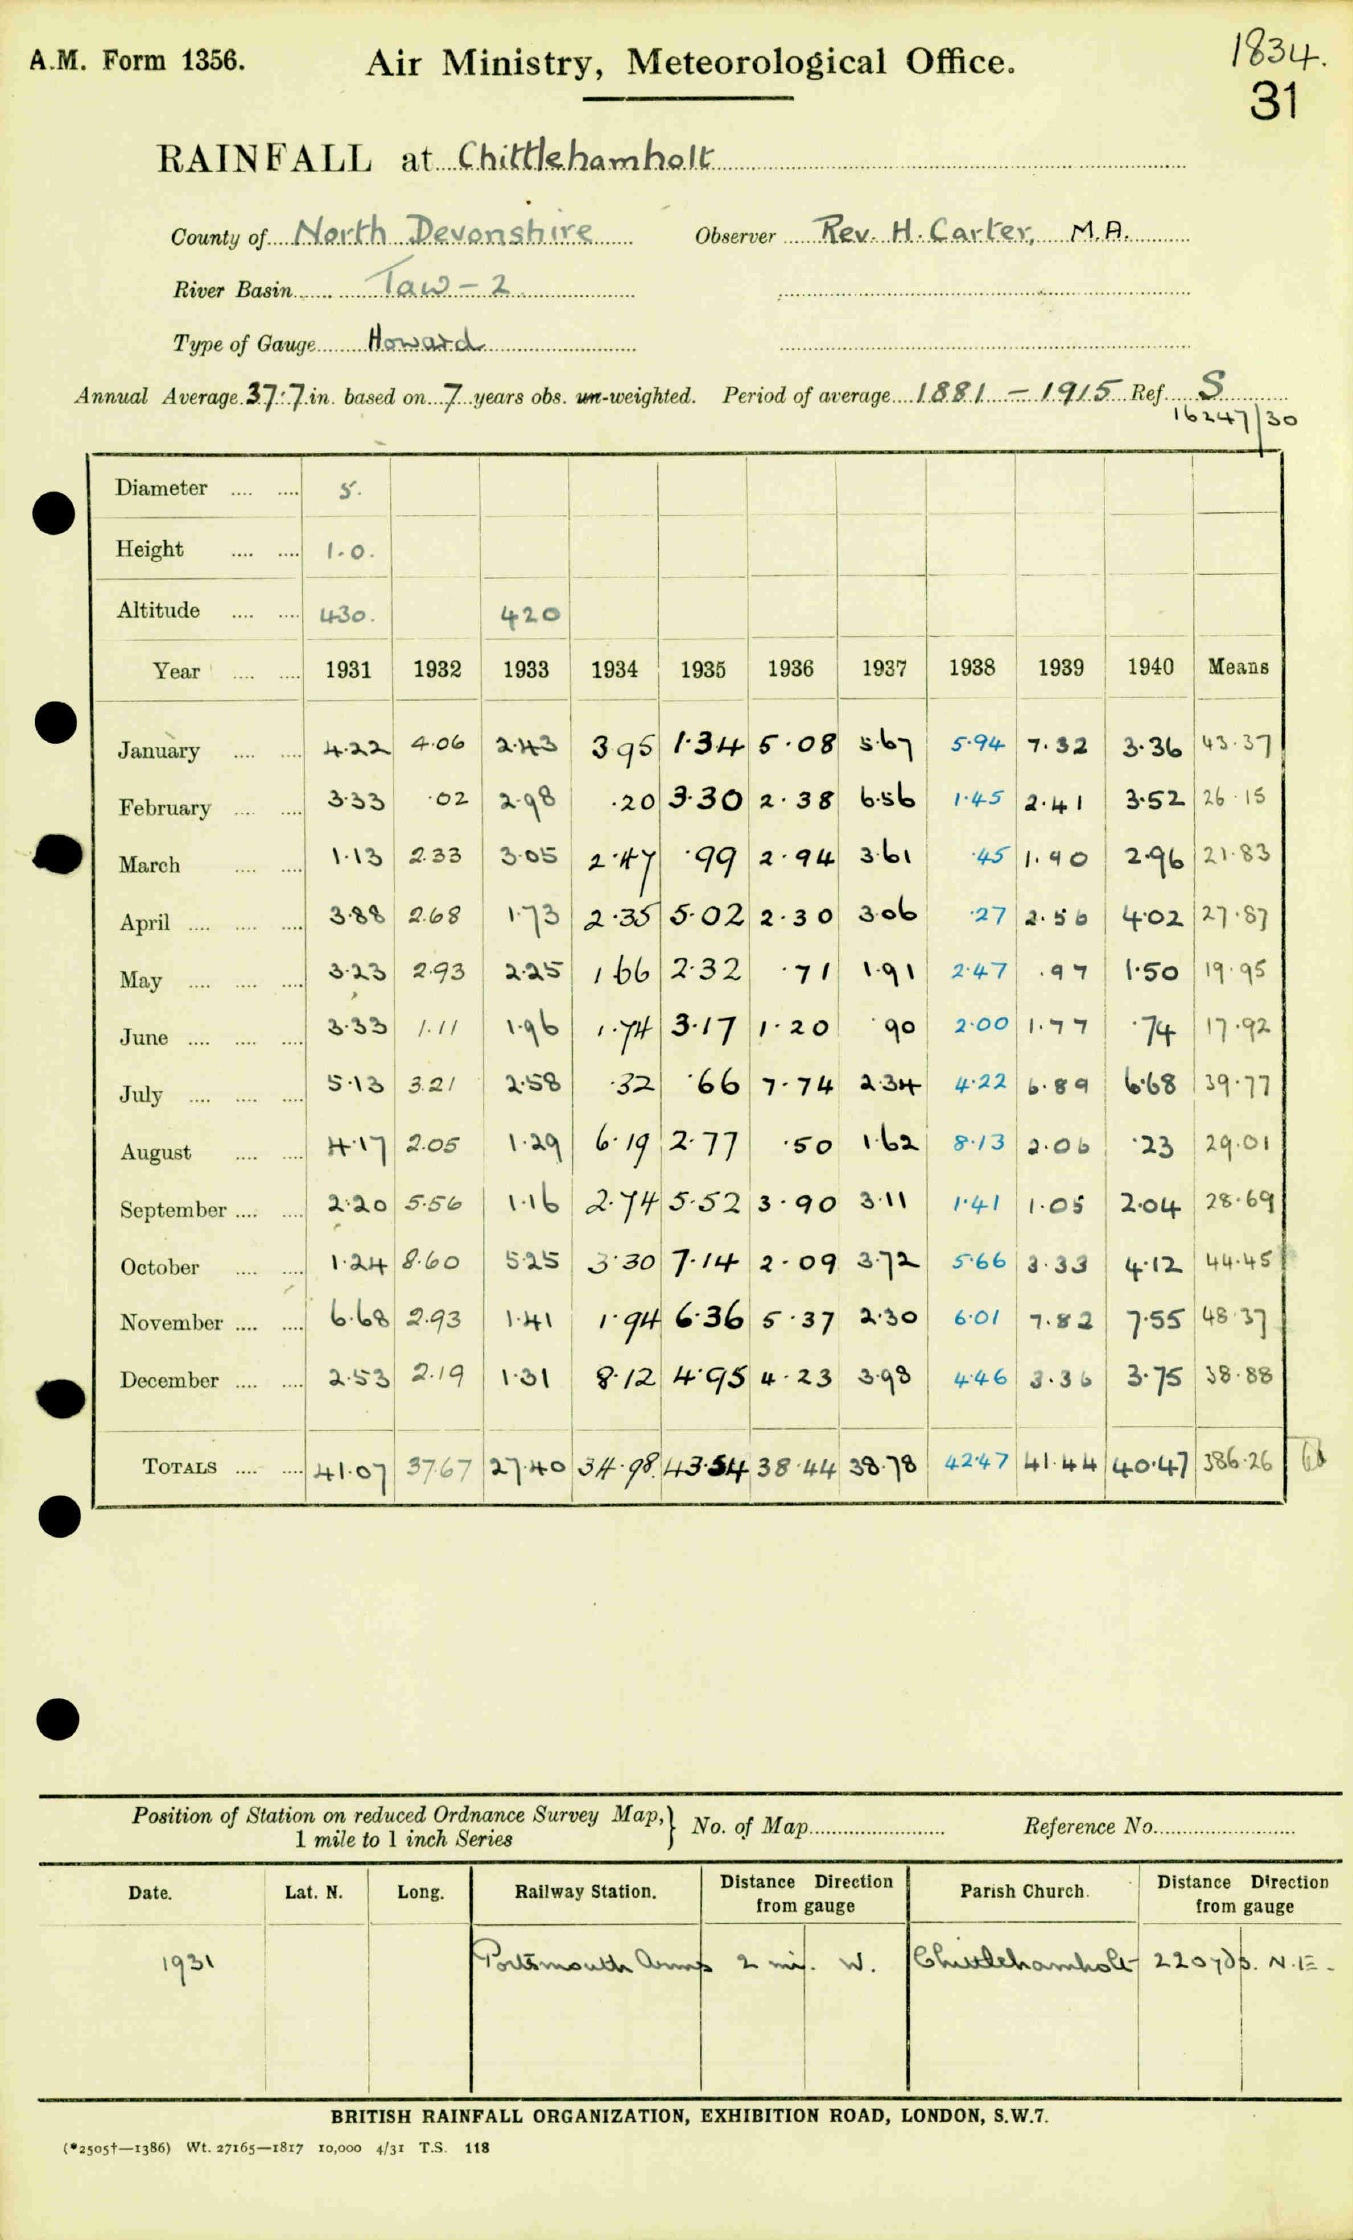 A.M. Form 1356.
Air Ministry, Meteorological Office.
1834.
31
RAINFALL at Chittlehamholt
County of North Devonshire Observer Rev. H. Carter, M.A.
River Basin Taw - 2
Type of Gauge Howard
Annual Average 37.7 in. based on 7 years obs. un-weighted. Period of average 1881 - 1915 Ref. S
16247/30
Diameter .... .... 5.
Height .... .... 1.0.
Altitude .... .... 430. 420
Year .... .... 1931 1932 1933 1934 1935 1936 1937 1938 1939 1940 Means
January .... .... 4.22 4.06 2.43 3.95 1.34 5.08 5.67 5.94 7.32 3.36 43.37
February .... .... 3.33 .02 2.98 .20 3.30 2.38 6.56 1.45 2.41 3.52 26.15
March .... .... 1.13 2.33 3.05 2.47 .99 2.94 3.61 .45 1.90 2.96 21.83
April .... .... .... 3.88 2.68 1.73 2.35 5.02 2.30 3.06 .27 2.56 4.02 27.87
May .... .... .... 3.23 2.93 2.25 1.66 2.32 .71 1.91 2.47 .97 1.50 19.95
June .... .... .... 3.33 1.11 1.96 1.74 3.17 1.20 .90 2.00 1.77 .74 17.92
July .... .... .... 5.13 3.21 2.58 .32 .66 7.74 2.34 4.22 6.89 6.68 39.77
August .... .... 4.17 2.05 1.29 6.19 2.77 .50 1.62 8.13 2.06 .23 29.01
September .... .... 2.20 5.56 1.16 2.74 5.52 3.90 3.11 1.41 1.05 2.04 28.69
October .... .... 1.24 8.60 5.25 3.30 7.14 2.09 3.72 5.66 3.33 4.12 44.45
November .... .... 6.68 2.93 1.41 1.94 6.36 5.37 2.30 6.01 7.82 7.55 48.37
December .... .... 2.53 2.19 1.31 8.12 4.95 4.23 3.98 4.46 3.36 3.75 38.88
TOTALS .... .... 41.07 37.67 27.40 34.98 43.54 38.44 38.78 42.47 41.44 40.47 386.26
Position of Station on reduced Ordnance Survey Map, } No. of Map Reference No.
1 mile to 1 inch Series
Date. Lat. N. Long. Railway Station. Distance Direction from gauge Parish Church. Distance Direction from gauge
1931 Portsmouth Arms 2 mi. W. Chittlehamholt 220 yds. N.E.
BRITISH RAINFALL ORGANIZATION, EXHIBITION ROAD, LONDON, S.W.7.
(*2505†—1386) Wt. 27165—1817 10,000 4/31 T.S. 118